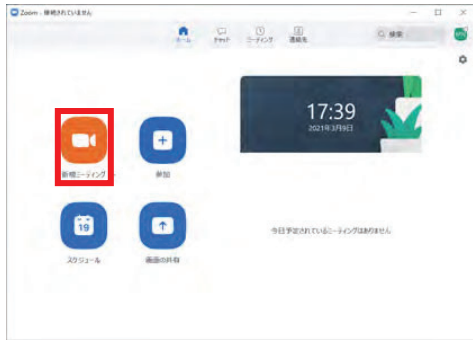 Zoom - 接続されていません
ホーム
チャット
ミーティング
連絡先
検索
17:39
2021年3月9日
新規ミーティング
参加
19
スケジュール
画面の共有
今日予定されているミーティングはありません